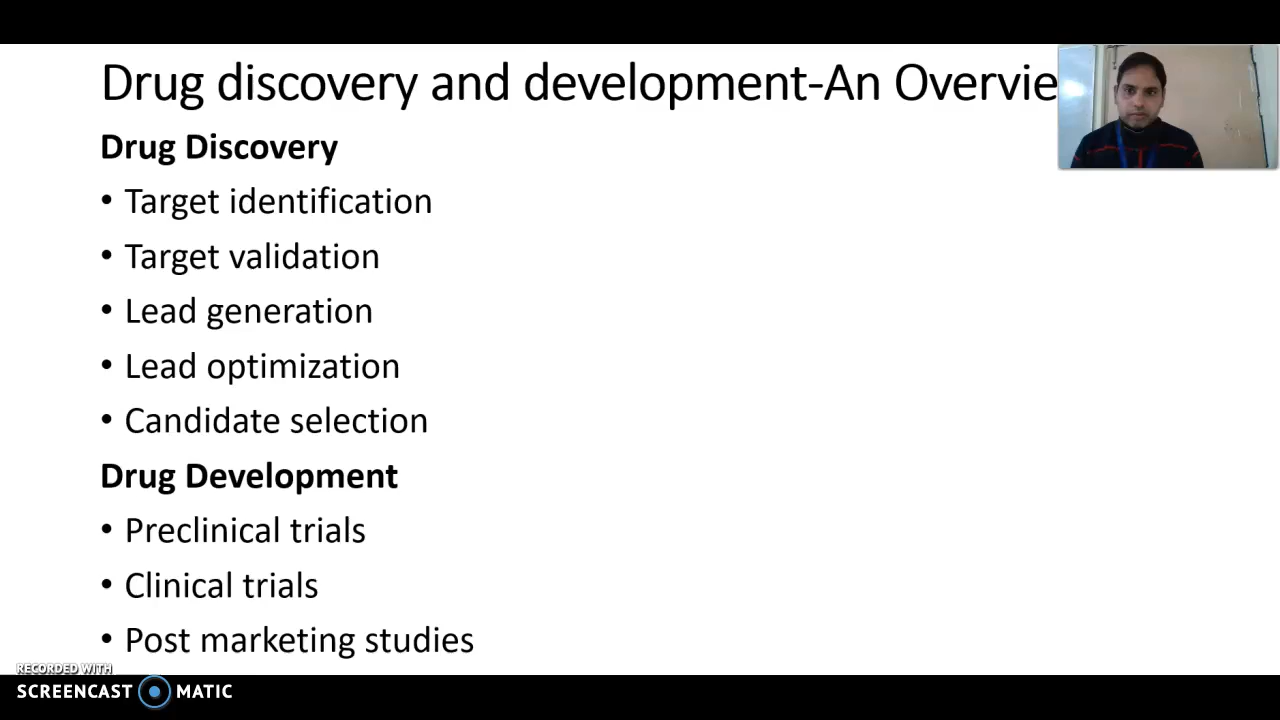 Drug discovery and development-An Overvie
Drug Discovery
• Target identification
• Target validation
• Lead generation
• Lead optimization
• Candidate selection
Drug Development
• Preclinical trials
• Clinical trials
• Post marketing studies
RECORDED WITH
SCREENCAST MATIC